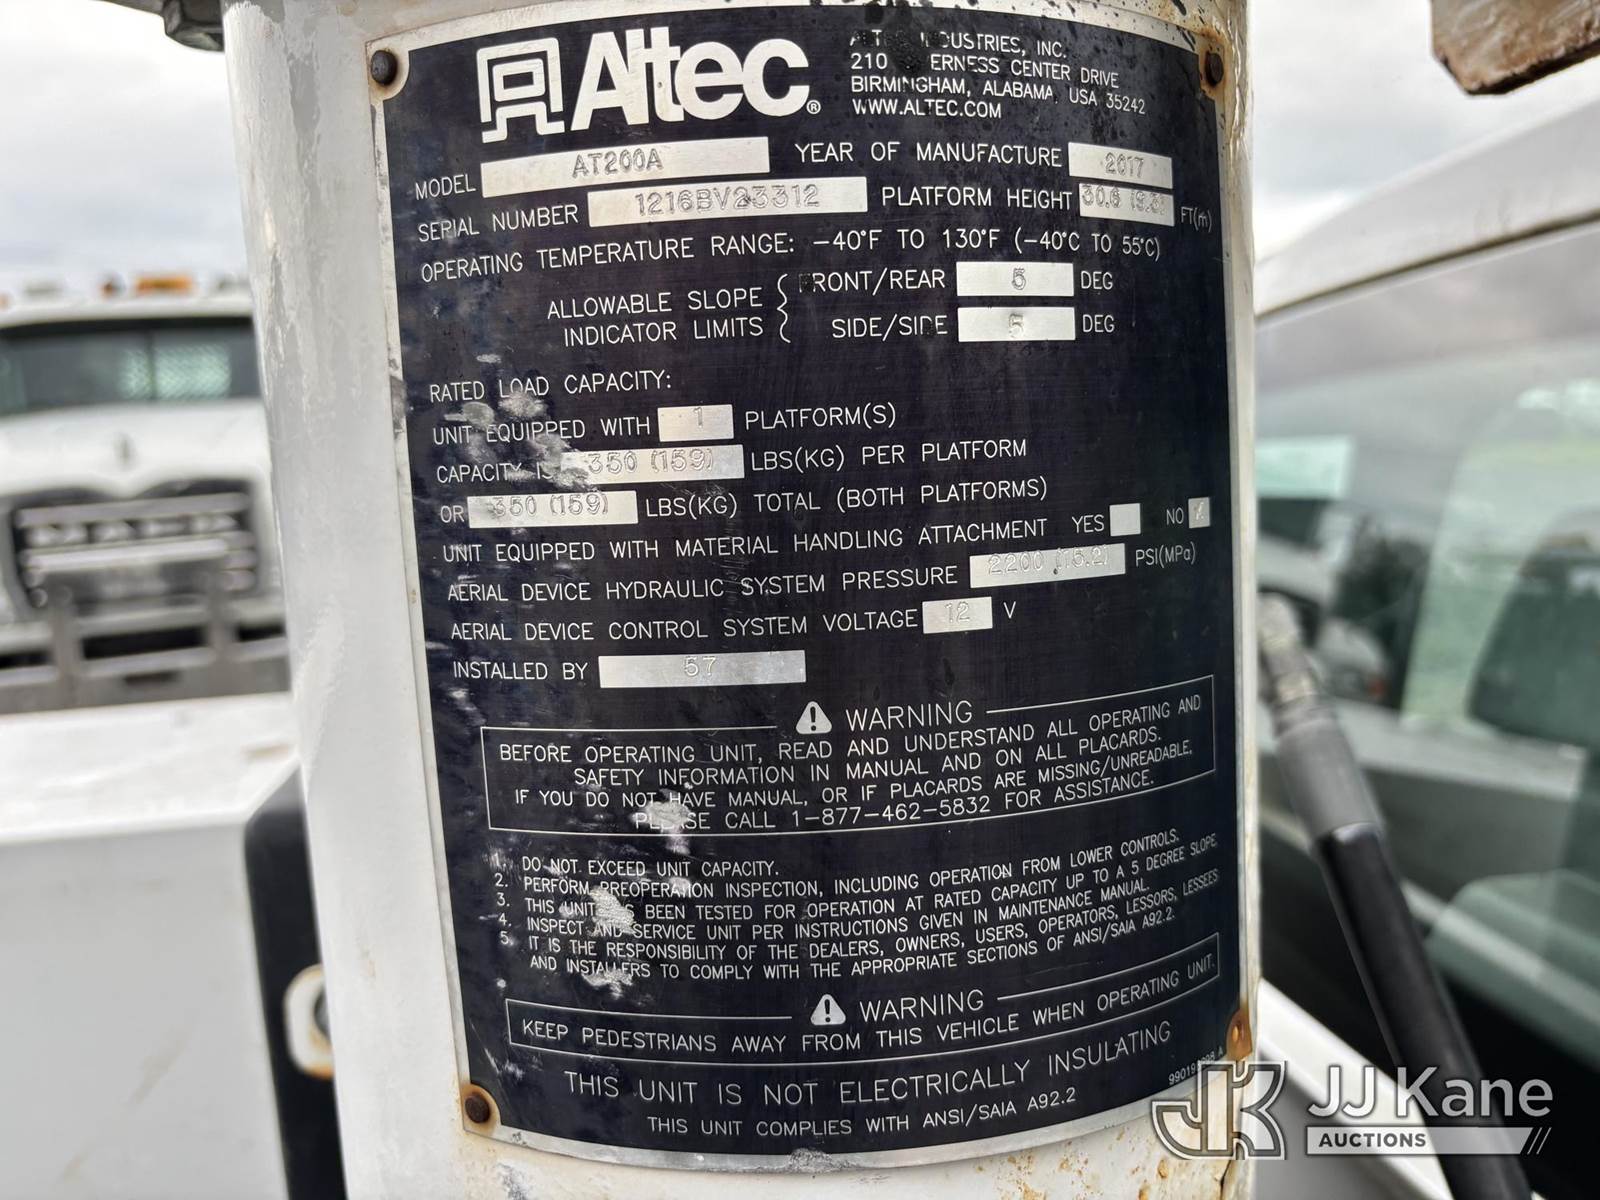 Altec®
INDUSTRIES, INC.
210 CENTER DRIVE
BIRMINGHAM, ALABAMA, USA 35242
WWW.ALTEC.COM
MODEL AT200A YEAR OF MANUFACTURE 2017
SERIAL NUMBER 1216BV23312 PLATFORM HEIGHT 30.6 (9.3) FT(m)
OPERATING TEMPERATURE RANGE: -40°F TO 130°F (-40°C TO 55°C)
ALLOWABLE SLOPE INDICATOR LIMITS { FRONT/REAR 5 DEG
SIDE/SIDE 5 DEG
RATED LOAD CAPACITY:
UNIT EQUIPPED WITH 1 PLATFORM(S)
CAPACITY IS 350 (159) LBS(KG) PER PLATFORM
OR 350 (159) LBS(KG) TOTAL (BOTH PLATFORMS)
UNIT EQUIPPED WITH MATERIAL HANDLING ATTACHMENT YES NO X
AERIAL DEVICE HYDRAULIC SYSTEM PRESSURE 2200 (15.2) PSI(MPa)
AERIAL DEVICE CONTROL SYSTEM VOLTAGE 12 V
INSTALLED BY 57
WARNING
BEFORE OPERATING UNIT, READ AND UNDERSTAND ALL OPERATING AND
SAFETY INFORMATION IN MANUAL AND ON ALL PLACARDS.
IF YOU DO NOT HAVE MANUAL, OR IF PLACARDS ARE MISSING/UNREADABLE,
PLEASE CALL 1-877-462-5832 FOR ASSISTANCE.
1. DO NOT EXCEED UNIT CAPACITY.
2. PERFORM PREOPERATION INSPECTION, INCLUDING OPERATION FROM LOWER CONTROLS.
3. THIS UNIT HAS BEEN TESTED FOR OPERATION AT RATED CAPACITY UP TO A 5 DEGREE SLOPE
4. INSPECT AND SERVICE UNIT PER INSTRUCTIONS GIVEN IN MAINTENANCE MANUAL.
5. IT IS THE RESPONSIBILITY OF THE DEALERS, OWNERS, USERS, OPERATORS, LESSORS, LESSEES
AND INSTALLERS TO COMPLY WITH THE APPROPRIATE SECTIONS OF ANSI/SAIA A92.2.
WARNING
KEEP PEDESTRIANS AWAY FROM THIS VEHICLE WHEN OPERATING UNIT.
THIS UNIT IS NOT ELECTRICALLY INSULATING
THIS UNIT COMPLIES WITH ANSI/SAIA A92.2
JK JJ Kane
AUCTIONS